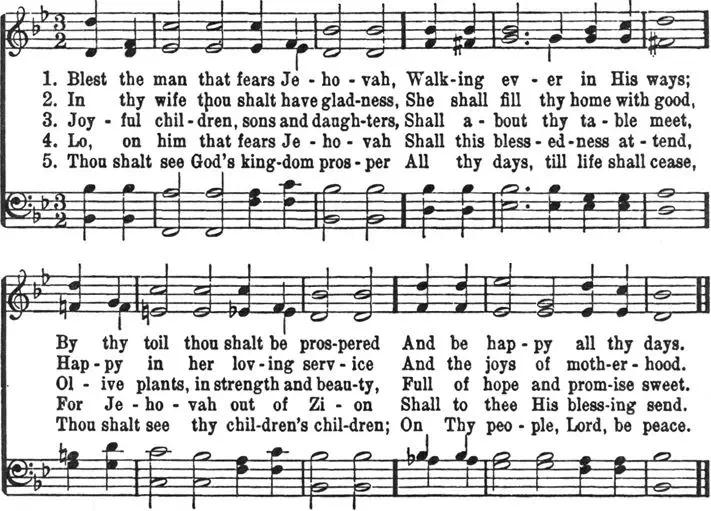 1. Blest the man that fears Je - ho - vah, Walk-ing ev - er in His ways;
2. In thy wife thou shalt have glad-ness, She shall fill thy home with good,
3. Joy - ful chil - dren, sons and daugh-ters, Shall a - bout thy ta - ble meet,
4. Lo, on him that fears Je - ho - vah Shall this bless - ed-ness at - tend,
5. Thou shalt see God's king-dom pros - per All thy days, till life shall cease,
By thy toil thou shalt be pros-pered And be hap - py all thy days.
Hap - py in her lov - ing serv - ice And the joys of moth-er - hood.
Ol - ive plants, in strength and beau-ty, Full of hope and prom-ise sweet.
For Je - ho - vah out of Zi - on Shall to thee His bless-ing send.
Thou shalt see thy chil-dren's chil-dren; On Thy peo - ple, Lord, be peace.